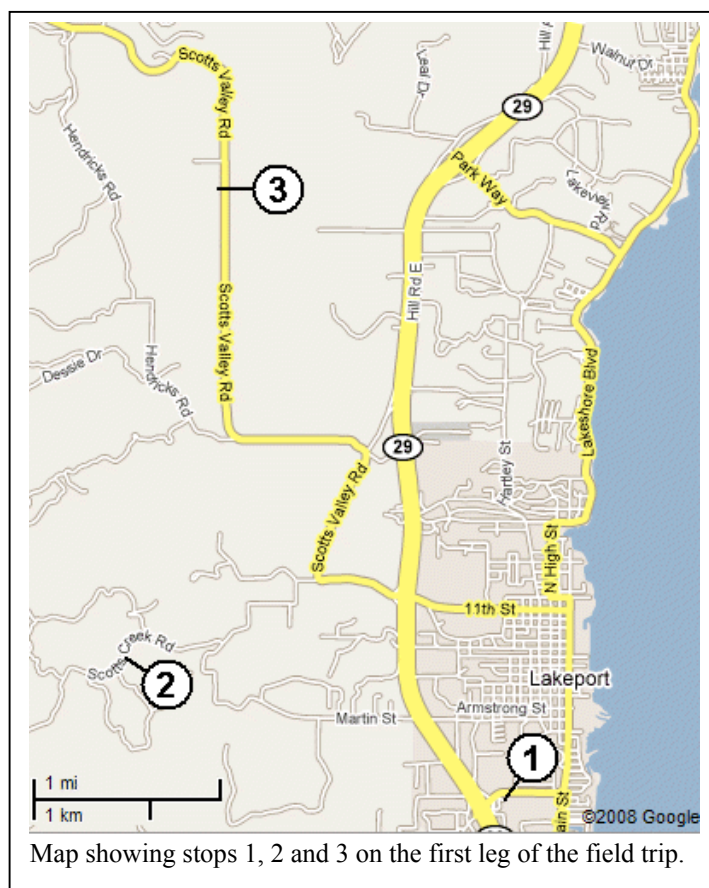 Scotts Valley Rd
Leal Dr
Hill
Walnut Dr
29
Hendricks Rd
Park Way
Lakeview Rd
3
Hill Rd E
Scotts Valley Rd
Dessie Dr
Hendricks Rd
Lakeshore Blvd
29
Hartley St
Scotts Valley Rd
N High St
11th St
Scotts Creek Rd
2
Lakeport
Armstrong St
Martin St
1
1 mi
1 km
ain St
©2008 Google
Map showing stops 1, 2 and 3 on the first leg of the field trip.